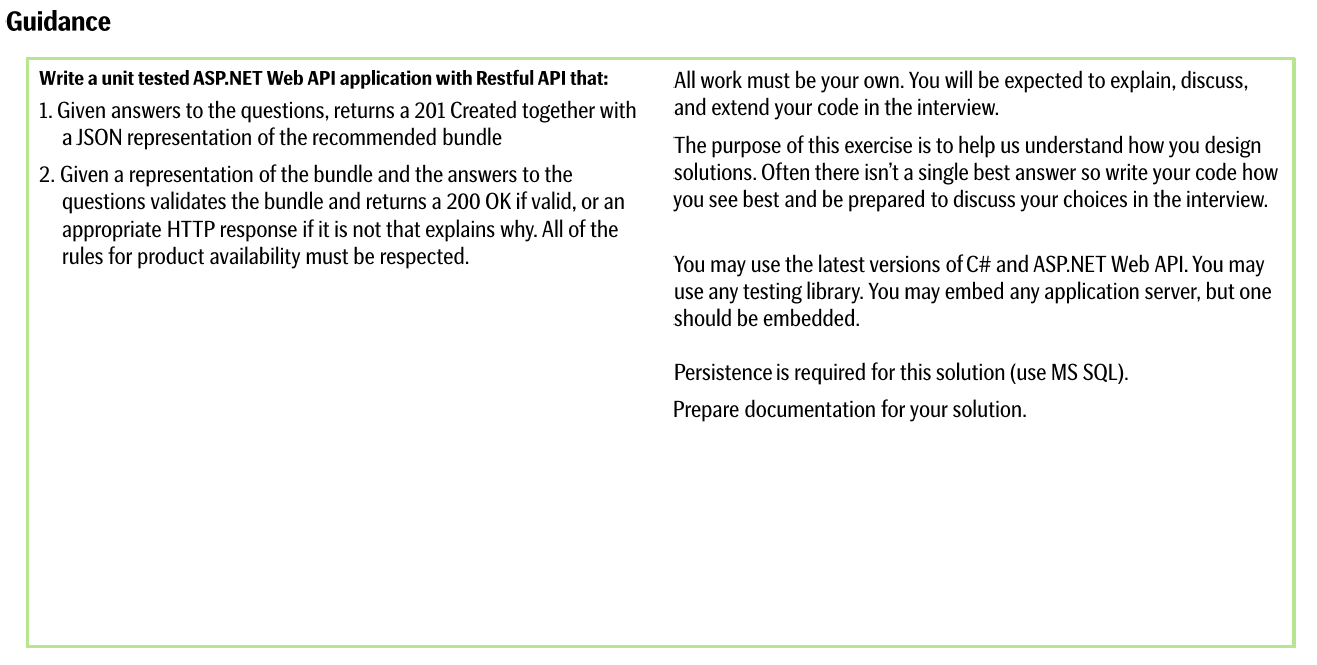 Guidance
Write a unit tested ASP.NET Web API application with Restful API that:
1. Given answers to the questions, returns a 201 Created together with
a JSON representation of the recommended bundle
2. Given a representation of the bundle and the answers to the
questions validates the bundle and returns a 200 OK if valid, or an
appropriate HTTP response if it is not that explains why. All of the
rules for product availability must be respected.
All work must be your own. You will be expected to explain, discuss,
and extend your code in the interview.
The purpose of this exercise is to help us understand how you design
solutions. Often there isn’t a single best answer so write your code how
you see best and be prepared to discuss your choices in the interview.
You may use the latest versions of C# and ASP.NET Web API. You may
use any testing library. You may embed any application server, but one
should be embedded.
Persistence is required for this solution (use MS SQL).
Prepare documentation for your solution.